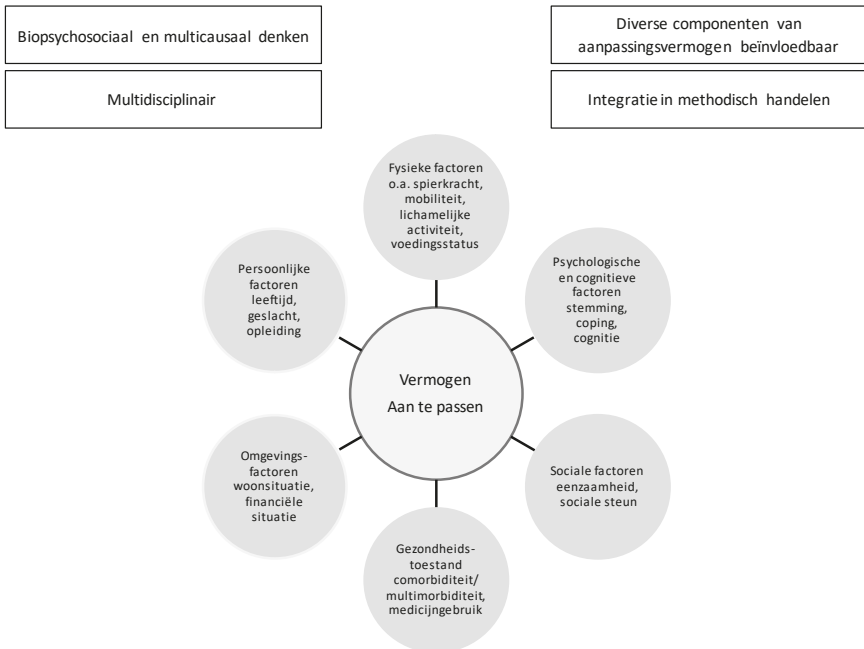 Biopsychosociaal en multicausaal denken
Diverse componenten van
aanpassingsvermogen beïnvloedbaar
Multidisciplinair
Integratie in methodisch handelen
Fysieke factoren
o.a. spierkracht,
mobiliteit,
lichamelijke
activiteit,
voedingsstatus
Persoonlijke
factoren
leeftijd,
geslacht,
opleiding
Psychologische
en cognitieve
factoren
stemming,
coping,
cognitie
Vermogen
Aan te passen
Omgevings-
factoren
woonsituatie,
financiële
situatie
Sociale factoren
eenzaamheid,
sociale steun
Gezondheids-
toestand
comorbiditeit/
multimorbiditeit,
medicijngebruik